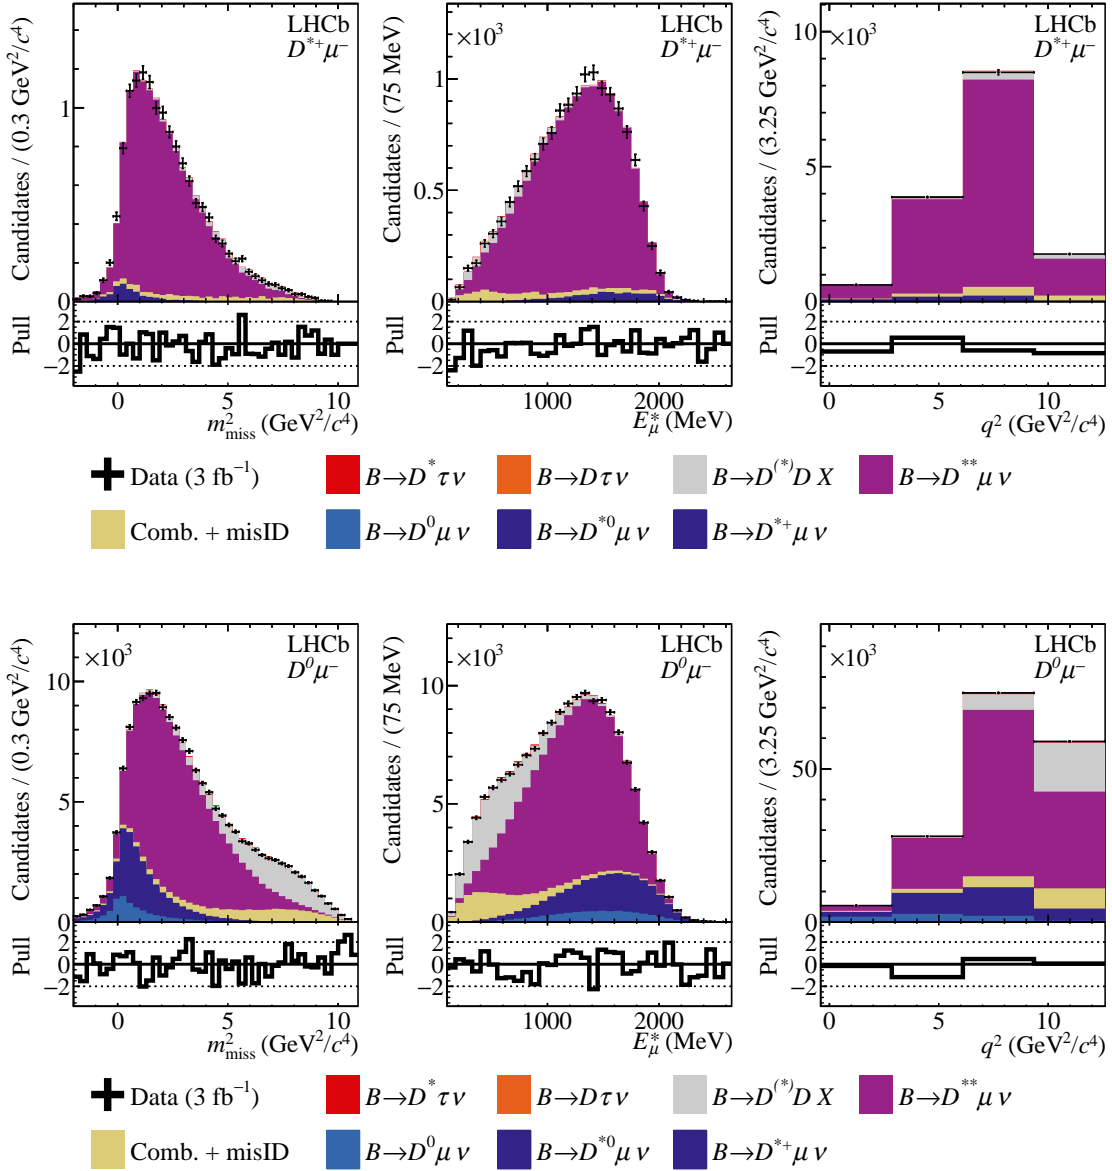 LHCb LHCb LHCb
D*+μ− ×10³ D*+μ− ×10³ D*+μ−
Candidates / (0.3 GeV²/c⁴) Candidates / (75 MeV) Candidates / (3.25 GeV²/c⁴)
10
1 1
5
0.5
0 0 0
Pull Pull Pull
2 2 2
0 0 0
−2 −2 −2
0 5 10 1000 2000 0 5 10
m²miss (GeV²/c⁴) E*μ (MeV) q² (GeV²/c⁴)
Data (3 fb⁻¹) B→D*τν B→Dτν B→D(*)DX B→D**μν
Comb. + misID B→D⁰μν B→D*⁰μν B→D*+μν
LHCb LHCb LHCb
×10³ D⁰μ− ×10³ D⁰μ− ×10³ D⁰μ−
Candidates / (0.3 GeV²/c⁴) Candidates / (75 MeV) Candidates / (3.25 GeV²/c⁴)
10 10
50
5 5
0 0 0
Pull Pull Pull
2 2 2
0 0 0
−2 −2 −2
0 5 10 1000 2000 0 5 10
m²miss (GeV²/c⁴) E*μ (MeV) q² (GeV²/c⁴)
Data (3 fb⁻¹) B→D*τν B→Dτν B→D(*)DX B→D**μν
Comb. + misID B→D⁰μν B→D*⁰μν B→D*+μν